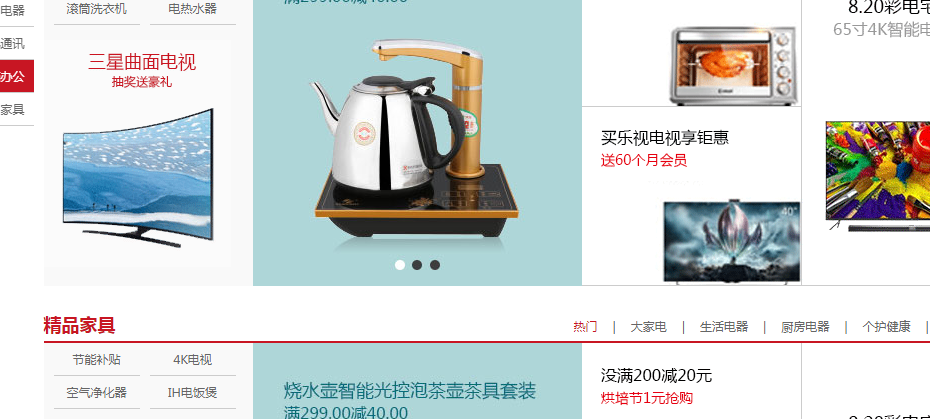 电器
滚筒洗衣机 电热水器
满299.00减40.00
8.20彩电
65寸4K智能
通讯
办公
三星曲面电视
抽奖送豪礼
家具
买乐视电视享钜惠
送60个月会员
40"
精品家具
热门 | 大家电 | 生活电器 | 厨房电器 | 个护健康 |
节能补贴 4K电视
空气净化器 IH电饭煲
烧水壶智能光控泡茶壶茶具套装
满299.00减40.00
没满200减20元
烘培节1元抢购